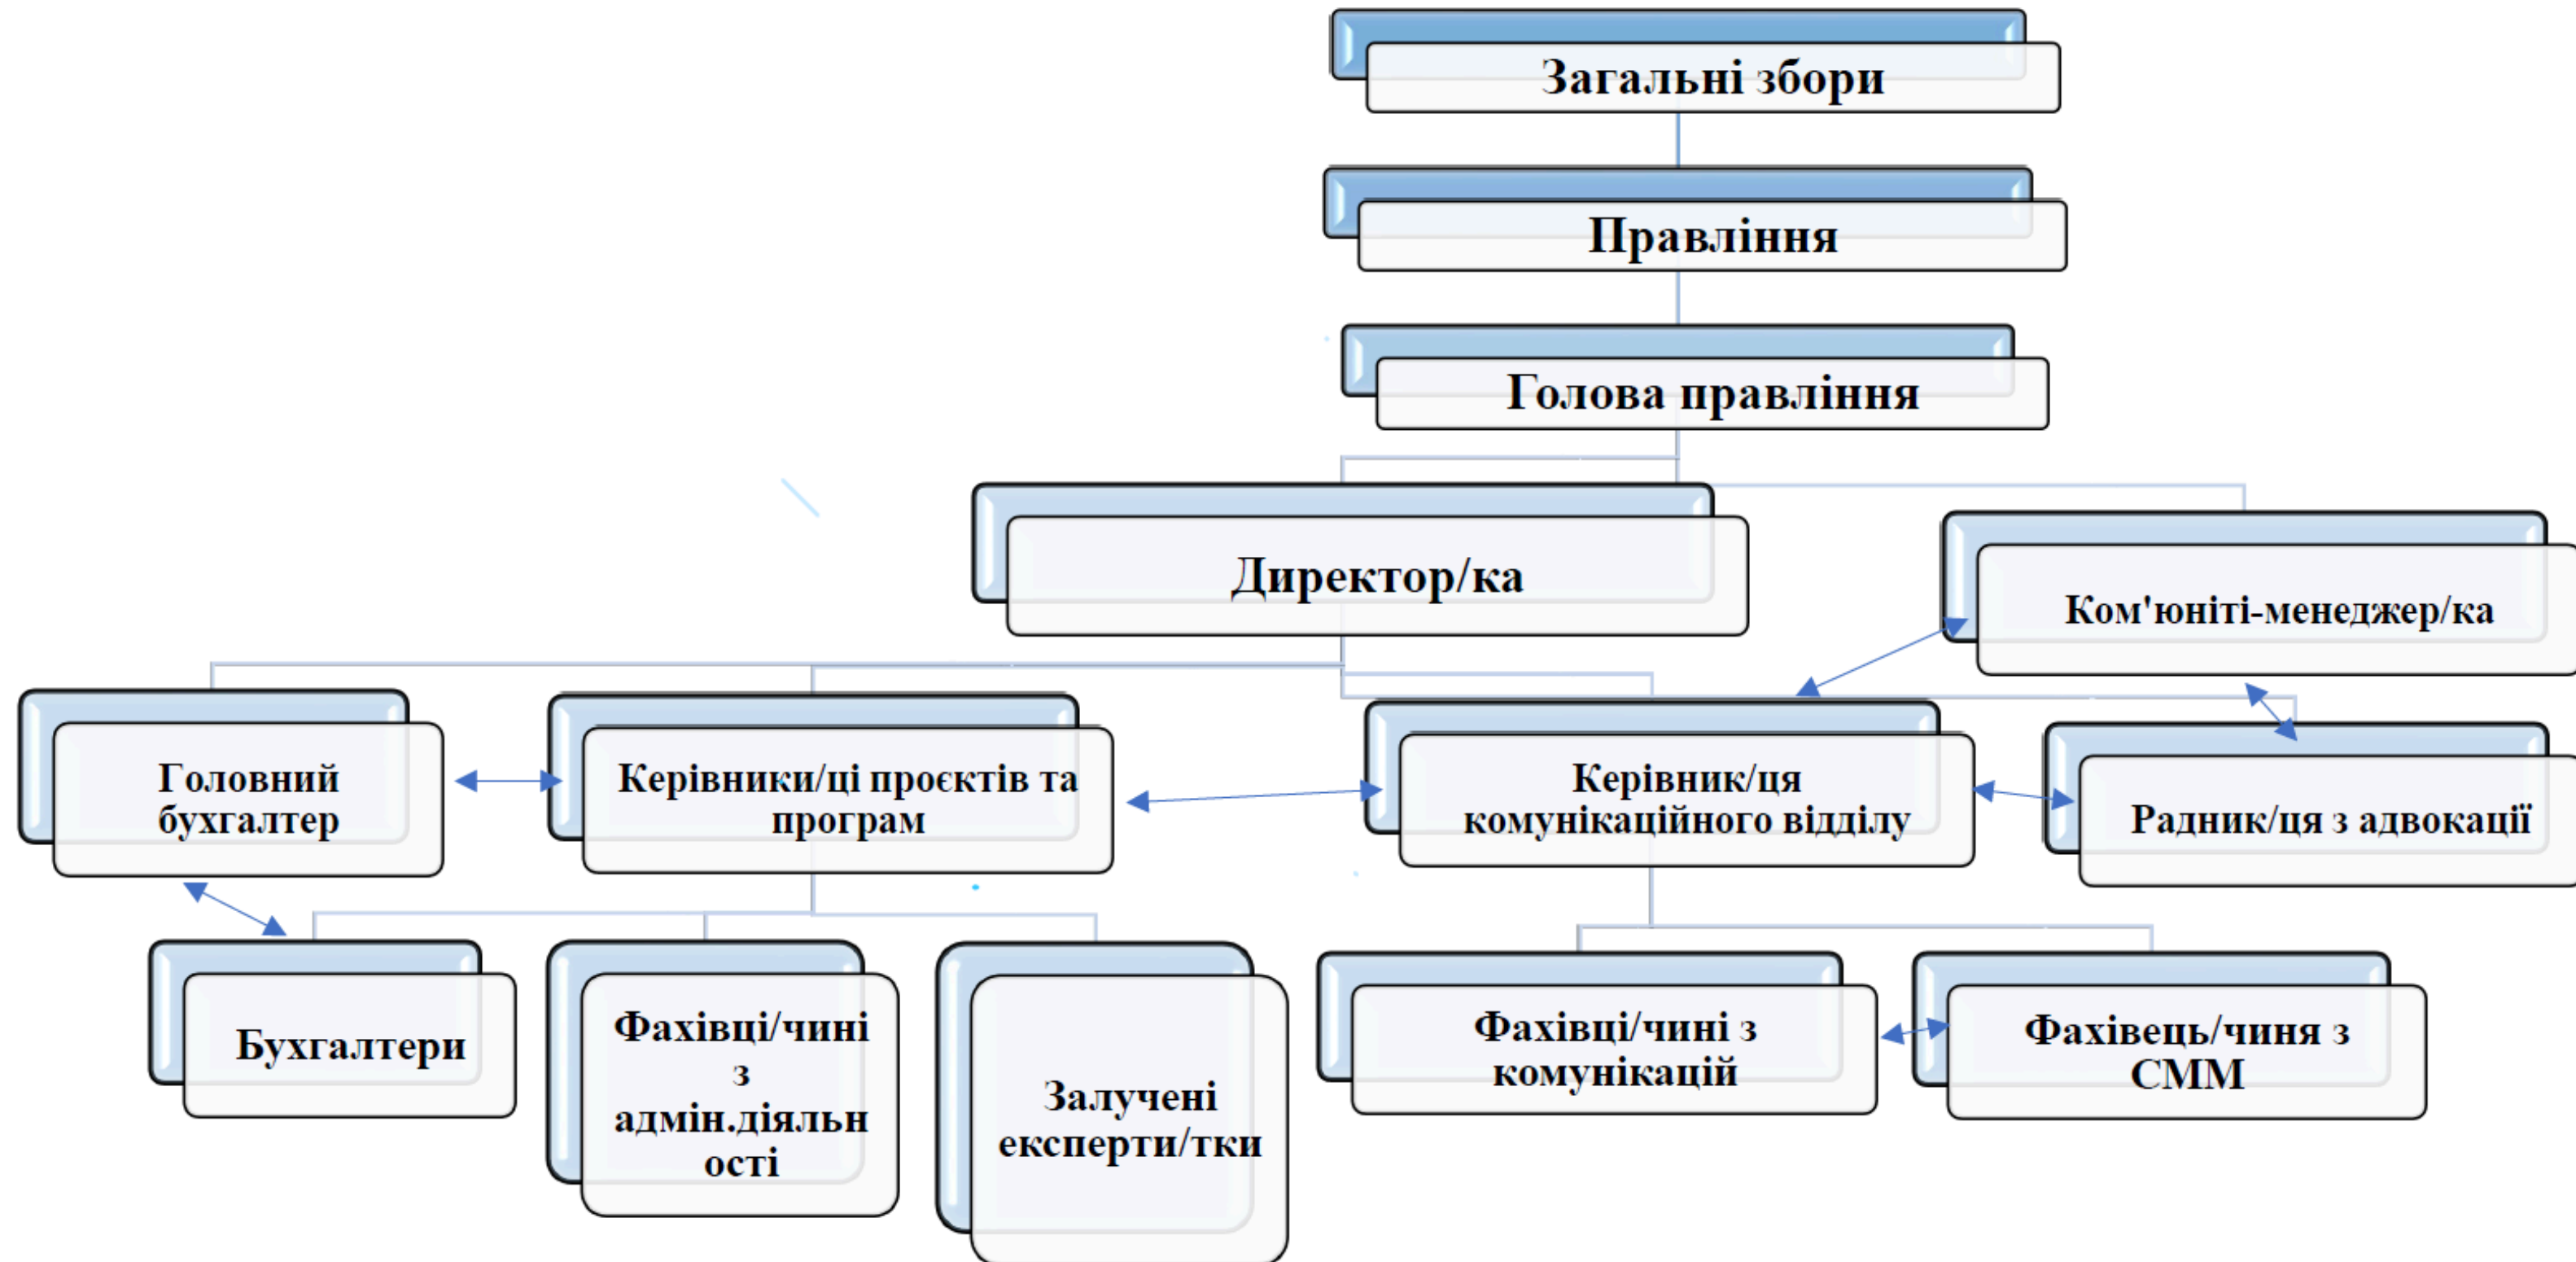 Загальні збори
Правління
Голова правління
Директор/ка
Ком'юніті-менеджер/ка
Головний
бухгалтер
Керівники/ці проєктів та
програм
Керівник/ця
комунікаційного відділу
Радник/ця з адвокації
Бухгалтери
Фахівці/чині
з
адмін.діяльн
ості
Залучені
експерти/тки
Фахівці/чині з
комунікацій
Фахівець/чиня з
СММ